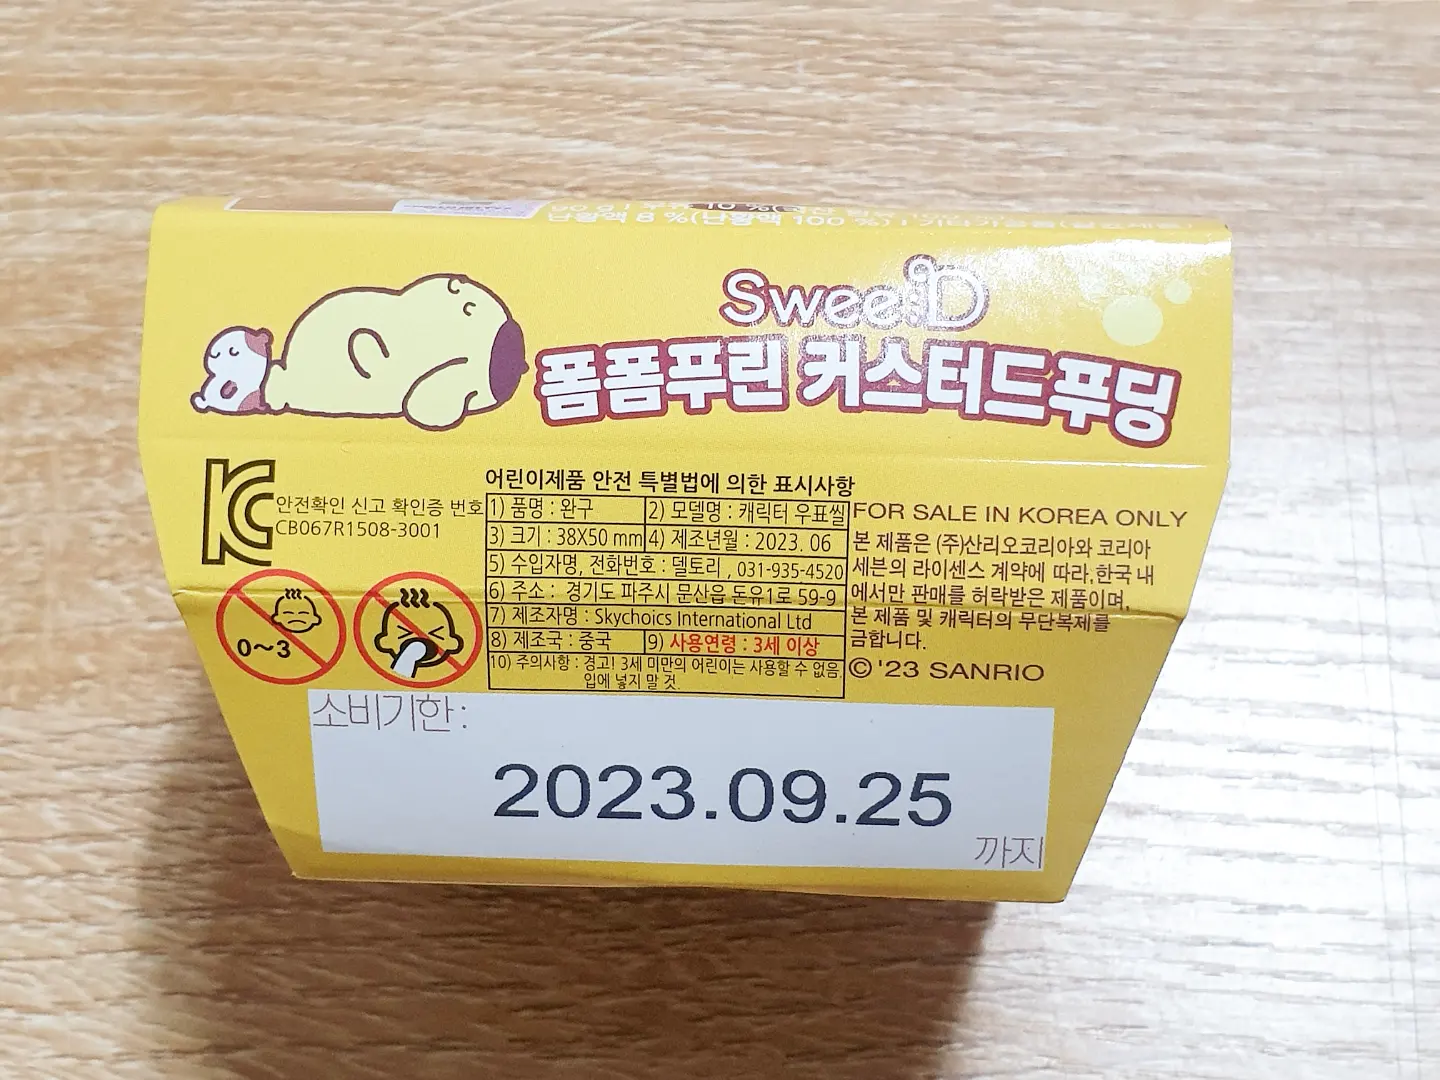 난황액 8 %(난황액 100 %)
SweetD
폼폼푸린 커스터드푸딩
안전확인 신고 확인증 번호
CB067R1508-3001
0~3
어린이제품 안전 특별법에 의한 표시사항
1) 품명 : 완구 2) 모델명 : 캐릭터 우표씰
3) 크기 : 38X50 mm 4) 제조년월 : 2023. 06
5) 수입자명, 전화번호 : 델토리 , 031-935-4520
6) 주소 : 경기도 파주시 문산읍 돈유1로 59-9
7) 제조자명 : Skychoics International Ltd
8) 제조국 : 중국 9) 사용연령 : 3세 이상
10) 주의사항 : 경고! 3세 미만의 어린이는 사용할 수 없음.
입에 넣지 말 것.
FOR SALE IN KOREA ONLY
본 제품은 (주)산리오코리아와 코리아
세븐의 라이센스 계약에 따라,한국 내
에서만 판매를 허락받은 제품이며,
본 제품 및 캐릭터의 무단복제를
금합니다.
© '23 SANRIO
소비기한 :
2023.09.25
까지